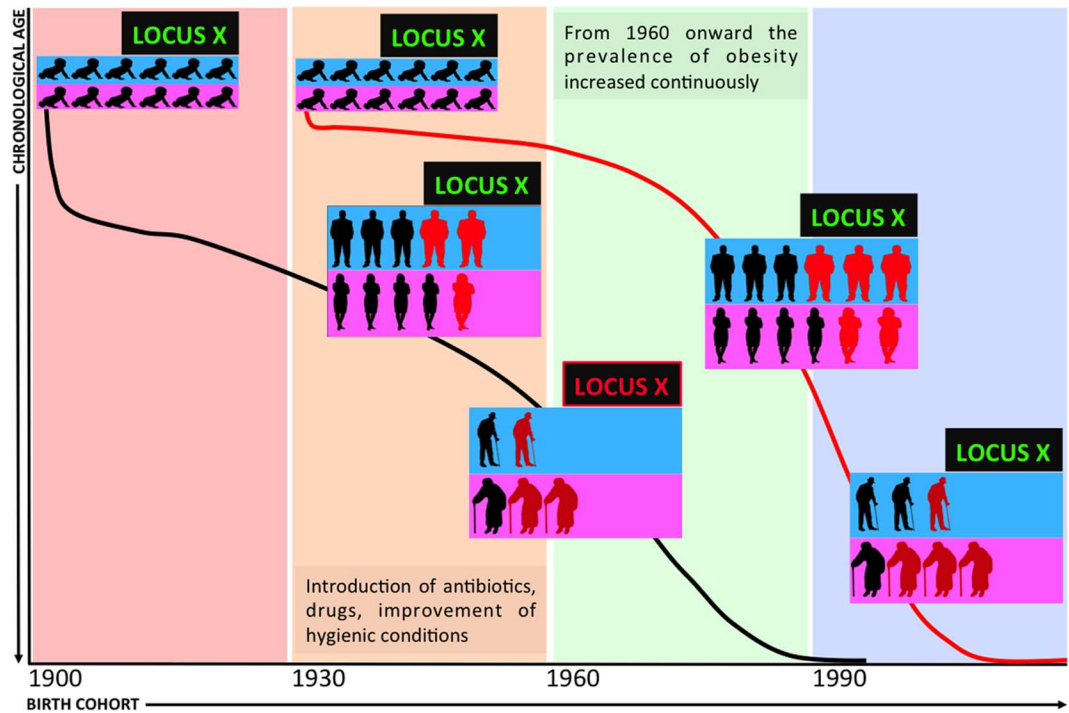 CHRONOLOGICAL AGE
LOCUS X
LOCUS X
From 1960 onward the
prevalence of obesity
increased continuously
LOCUS X
LOCUS X
LOCUS X
LOCUS X
Introduction of antibiotics,
drugs, improvement of
hygienic conditions
1900
1930
1960
1990
BIRTH COHORT